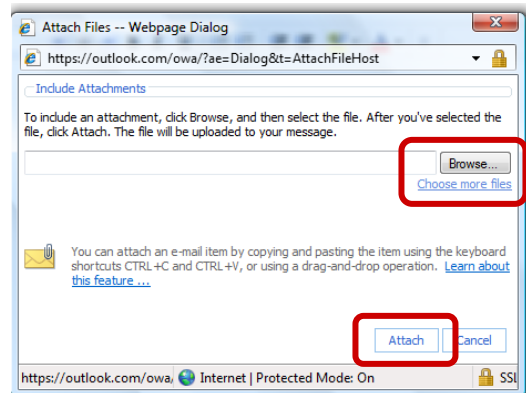 Attach Files -- Webpage Dialog
https://outlook.com/owa/?ae=Dialog&t=AttachFileHost
Include Attachments
To include an attachment, click Browse, and then select the file. After you've selected the
file, click Attach. The file will be uploaded to your message.
Browse...
Choose more files
You can attach an e-mail item by copying and pasting the item using the keyboard
shortcuts CTRL+C and CTRL+V, or using a drag-and-drop operation. Learn about
this feature ...
Attach Cancel
https://outlook.com/owa/ Internet | Protected Mode: On SSL